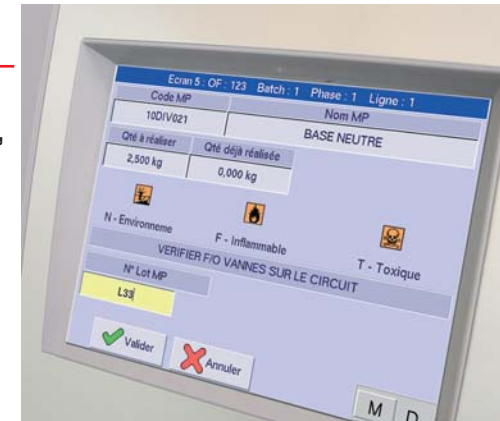 Ecran 5 : OF : 123 Batch : 1 Phase : 1 Ligne : 1
Code MP Nom MP
10DIV021 BASE NEUTRE
Qté à réaliser Qté déjà réalisée
2,500 kg 0,000 kg
N - Environneme F - Inflammable T - Toxique
VERIFIER F/O VANNES SUR LE CIRCUIT
N° Lot MP
L33
Valider Annuler
M D